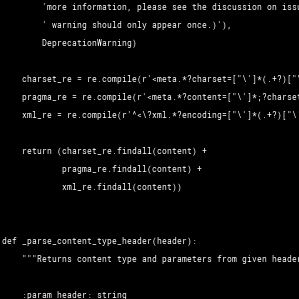 'more information, please see the discussion on issu
' warning should only appear once.)'),
DeprecationWarning)
charset_re = re.compile(r'<meta.*?charset=["\']*(.+?)["
pragma_re = re.compile(r'<meta.*?content=["\']*;?charset
xml_re = re.compile(r'^<\?xml.*?encoding=["\']*(.+?)["\
return (charset_re.findall(content) +
pragma_re.findall(content) +
xml_re.findall(content))
def _parse_content_type_header(header):
"""Returns content type and parameters from given header
:param header: string